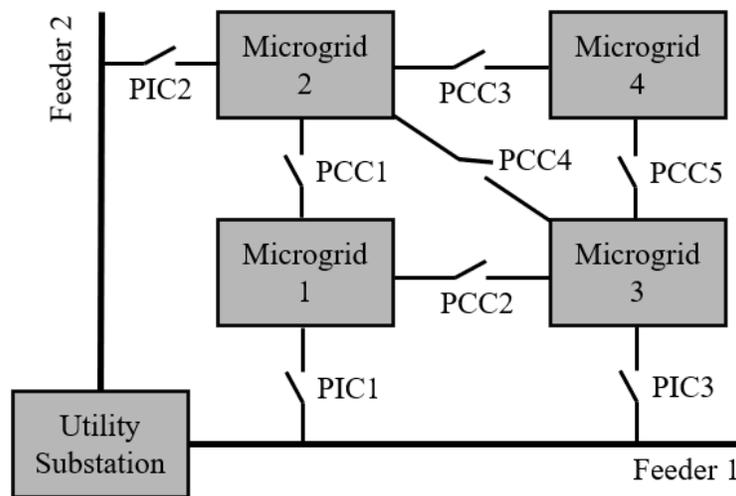 Feeder 2
PIC2
Microgrid
2
PCC3
Microgrid
4
PCC1
PCC4
PCC5
Microgrid
1
PCC2
Microgrid
3
PIC1
PIC3
Utility
Substation
Feeder 1